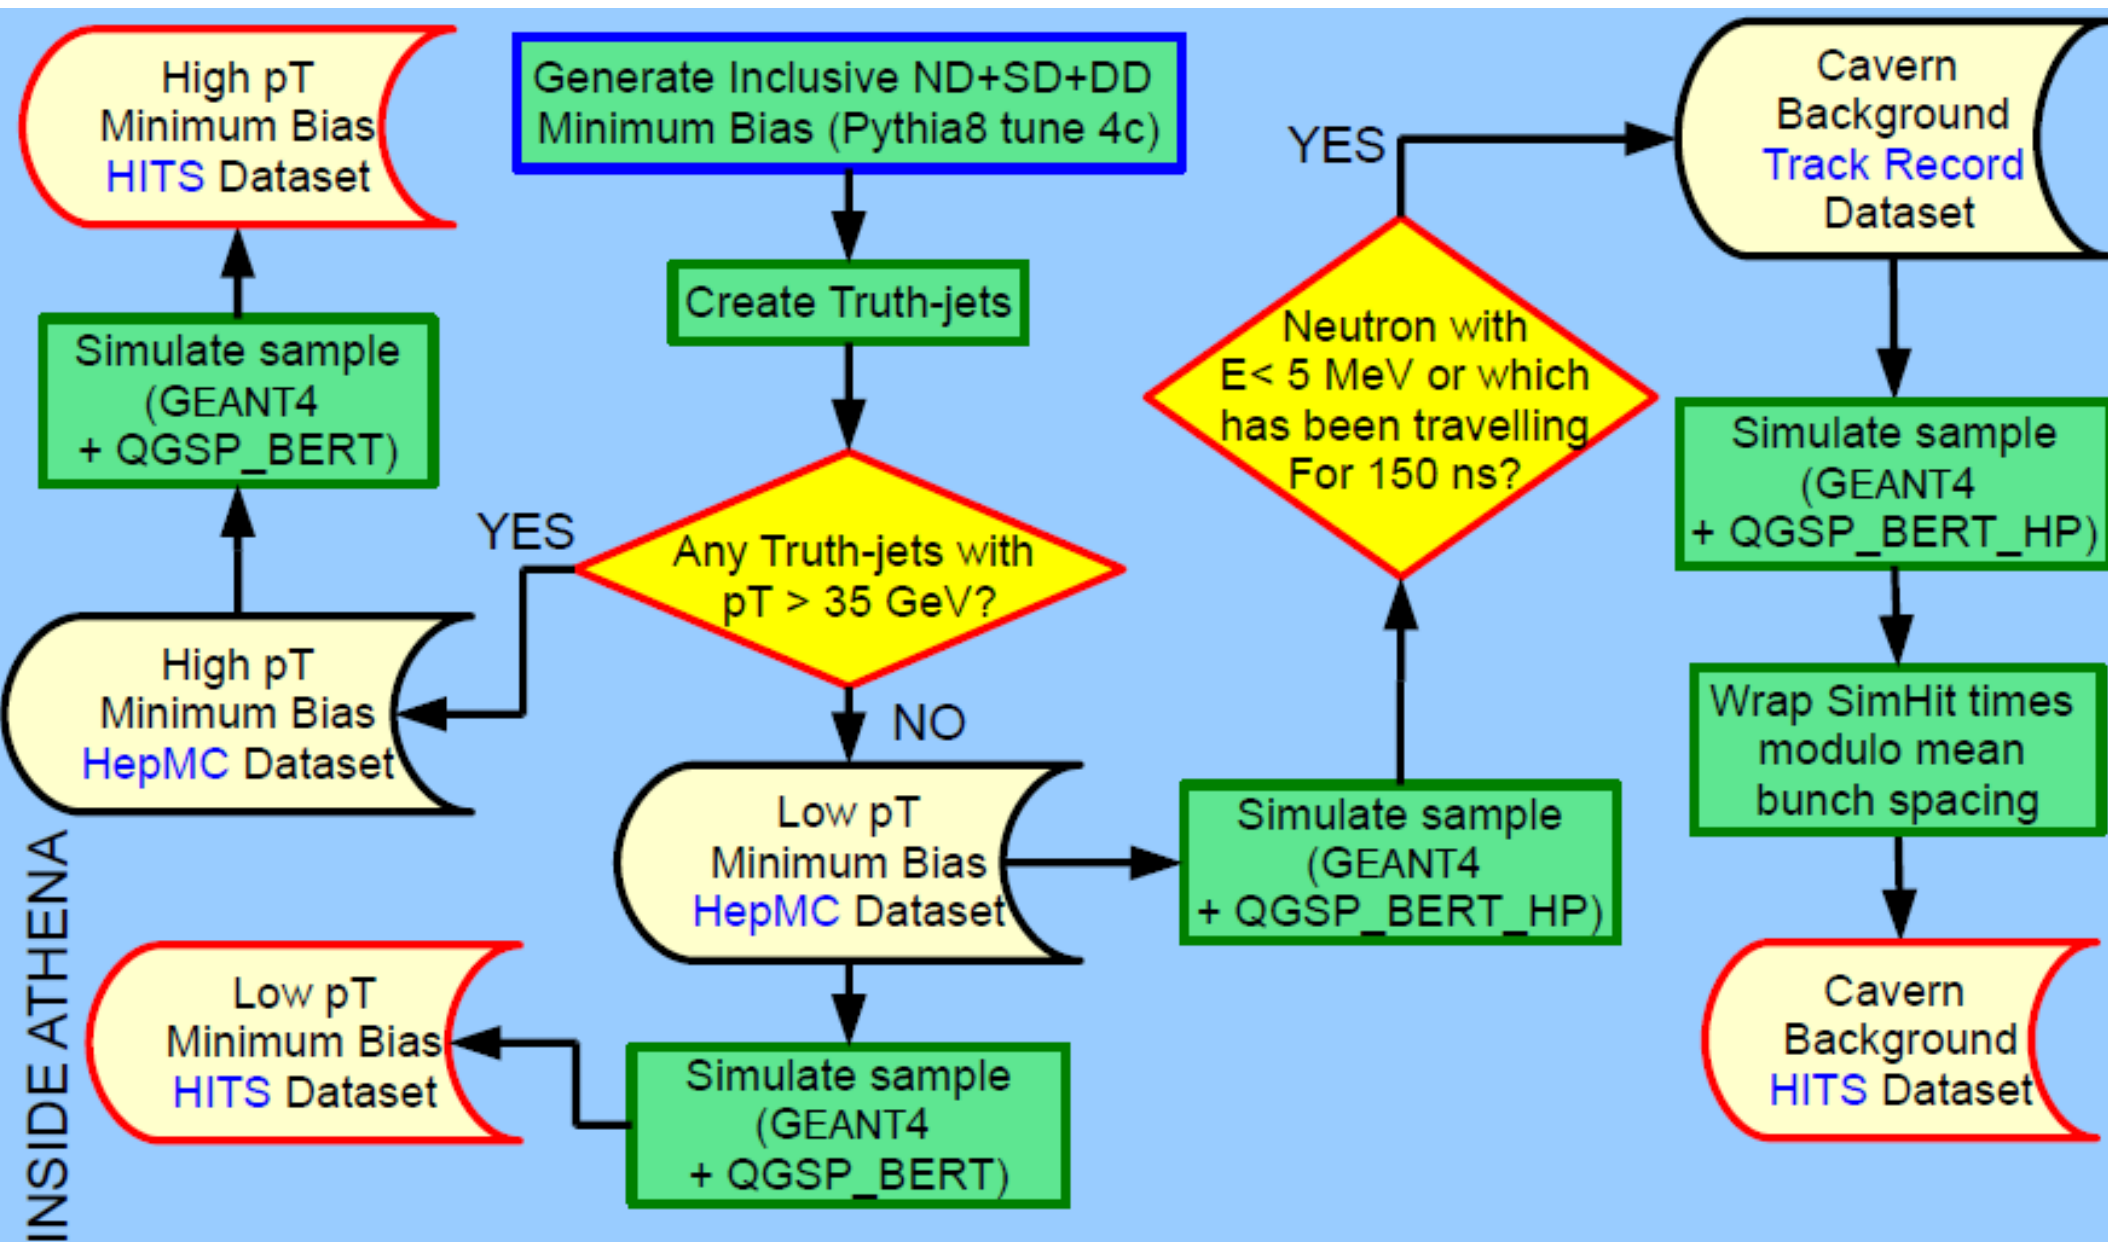 High pT
Minimum Bias
HITS Dataset
Simulate sample
(GEANT4
+ QGSP_BERT)
High pT
Minimum Bias
HepMC Dataset
Generate Inclusive ND+SD+DD
Minimum Bias (Pythia8 tune 4c)
Create Truth-jets
Any Truth-jets with
pT > 35 GeV?
YES
NO
Low pT
Minimum Bias
HepMC Dataset
Simulate sample
(GEANT4
+ QGSP_BERT)
Low pT
Minimum Bias
HITS Dataset
Simulate sample
(GEANT4
+ QGSP_BERT_HP)
Neutron with
E< 5 MeV or which
has been travelling
For 150 ns?
YES
Cavern
Background
Track Record
Dataset
Simulate sample
(GEANT4
+ QGSP_BERT_HP)
Wrap SimHit times
modulo mean
bunch spacing
Cavern
Background
HITS Dataset
INSIDE ATHENA